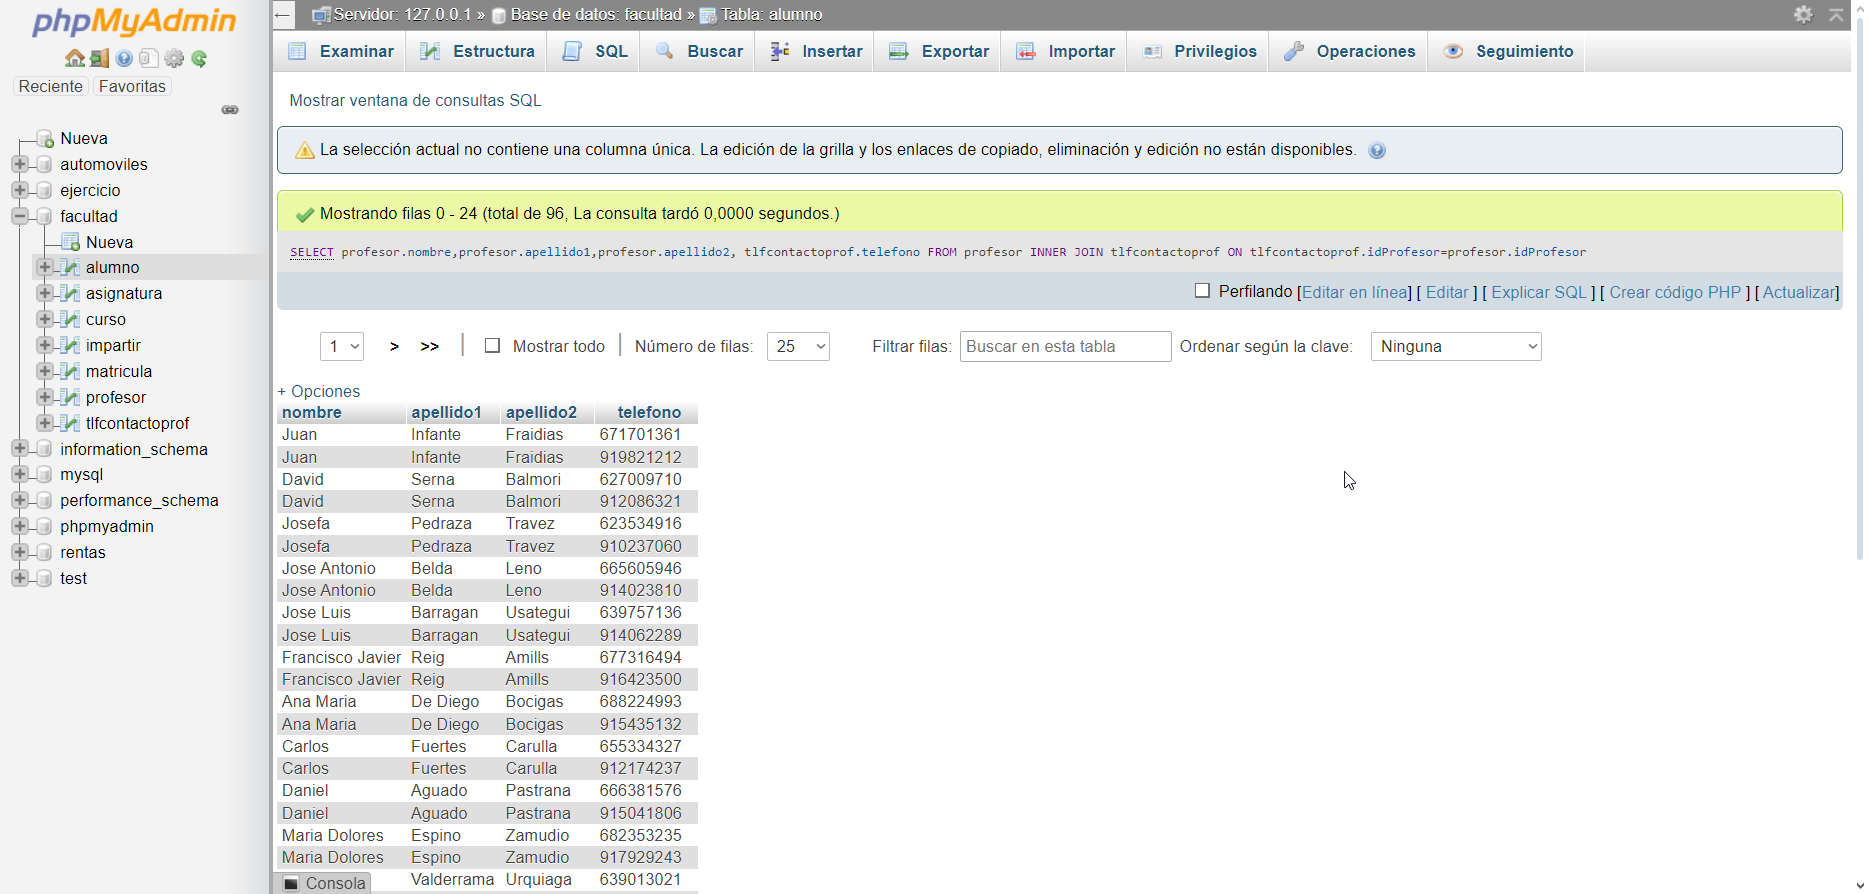 phpMyAdmin
Reciente Favoritas
Nueva
automoviles
ejercicio
facultad
Nueva
alumno
asignatura
curso
impartir
matricula
profesor
tlfcontactoprof
information_schema
mysql
performance_schema
phpmyadmin
rentas
test
← Servidor: 127.0.0.1 » Base de datos: facultad » Tabla: alumno
Examinar Estructura SQL Buscar Insertar Exportar Importar Privilegios Operaciones Seguimiento
Mostrar ventana de consultas SQL
La selección actual no contiene una columna única. La edición de la grilla y los enlaces de copiado, eliminación y edición no están disponibles.
Mostrando filas 0 - 24 (total de 96, La consulta tardó 0,0000 segundos.)
SELECT profesor.nombre,profesor.apellido1,profesor.apellido2, tlfcontactoprof.telefono FROM profesor INNER JOIN tlfcontactoprof ON tlfcontactoprof.idProfesor=profesor.idProfesor
Perfilando [Editar en línea] [ Editar ] [ Explicar SQL ] [ Crear código PHP ] [ Actualizar]
1 > >> | Mostrar todo | Número de filas: 25 Filtrar filas: Buscar en esta tabla Ordenar según la clave: Ninguna
+ Opciones
nombre apellido1 apellido2 telefono
Juan Infante Fraidias 671701361
Juan Infante Fraidias 919821212
David Serna Balmori 627009710
David Serna Balmori 912086321
Josefa Pedraza Travez 623534916
Josefa Pedraza Travez 910237060
Jose Antonio Belda Leno 665605946
Jose Antonio Belda Leno 914023810
Jose Luis Barragan Usategui 639757136
Jose Luis Barragan Usategui 914062289
Francisco Javier Reig Amills 677316494
Francisco Javier Reig Amills 916423500
Ana Maria De Diego Bocigas 688224993
Ana Maria De Diego Bocigas 915435132
Carlos Fuertes Carulla 655334327
Carlos Fuertes Carulla 912174237
Daniel Aguado Pastrana 666381576
Daniel Aguado Pastrana 915041806
Maria Dolores Espino Zamudio 682353235
Maria Dolores Espino Zamudio 917929243
Valderrama Urquiaga 639013021
Consola